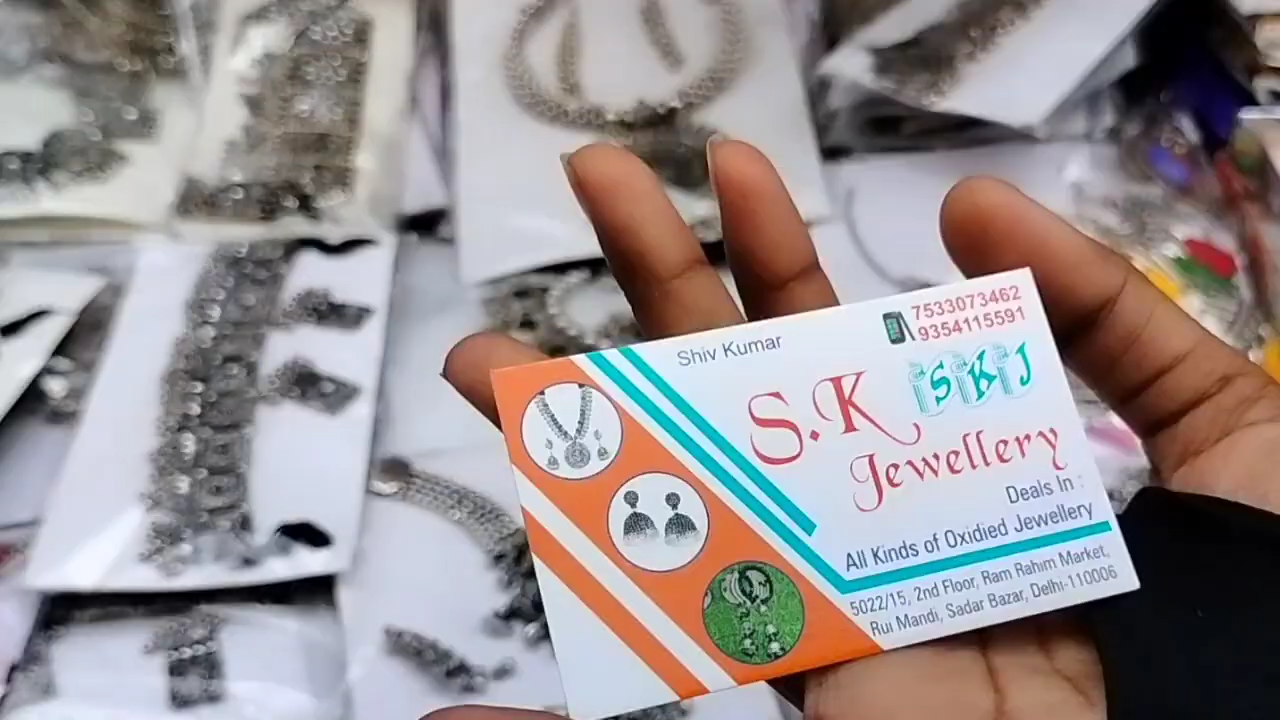 7533073462
9354115591
Shiv Kumar
S.K SKJ
Jewellery
Deals In :
All Kinds of Oxidied Jewellery
5022/15, 2nd Floor, Ram Rahim Market,
Rui Mandi, Sadar Bazar, Delhi-110006